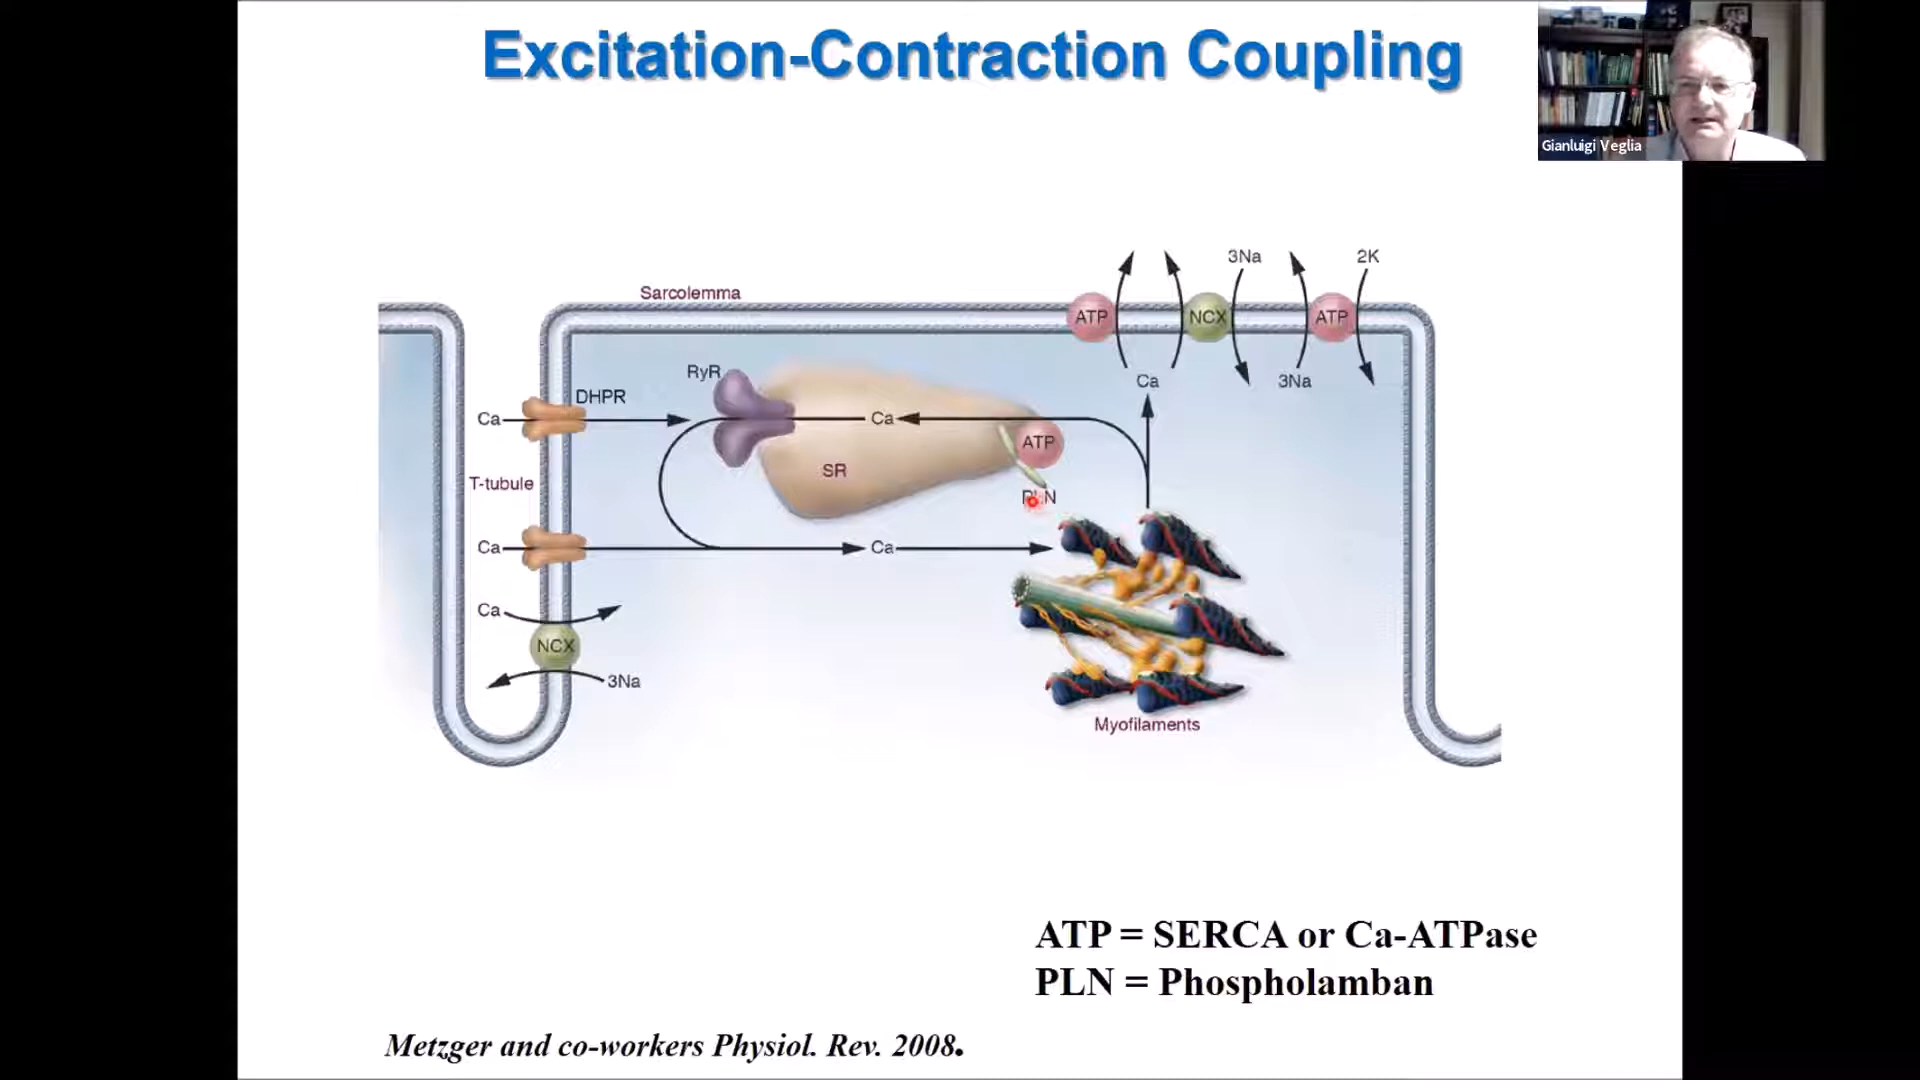 Excitation-Contraction Coupling
Gianluigi Veglia
3Na
2K
Sarcolemma
ATP
NCX
ATP
RyR
DHPR
Ca
3Na
Ca
Ca
ATP
SR
T-tubule
PLN
Ca
Ca
Ca
NCX
3Na
Myofilaments
ATP = SERCA or Ca-ATPase
PLN = Phospholamban
Metzger and co-workers Physiol. Rev. 2008.